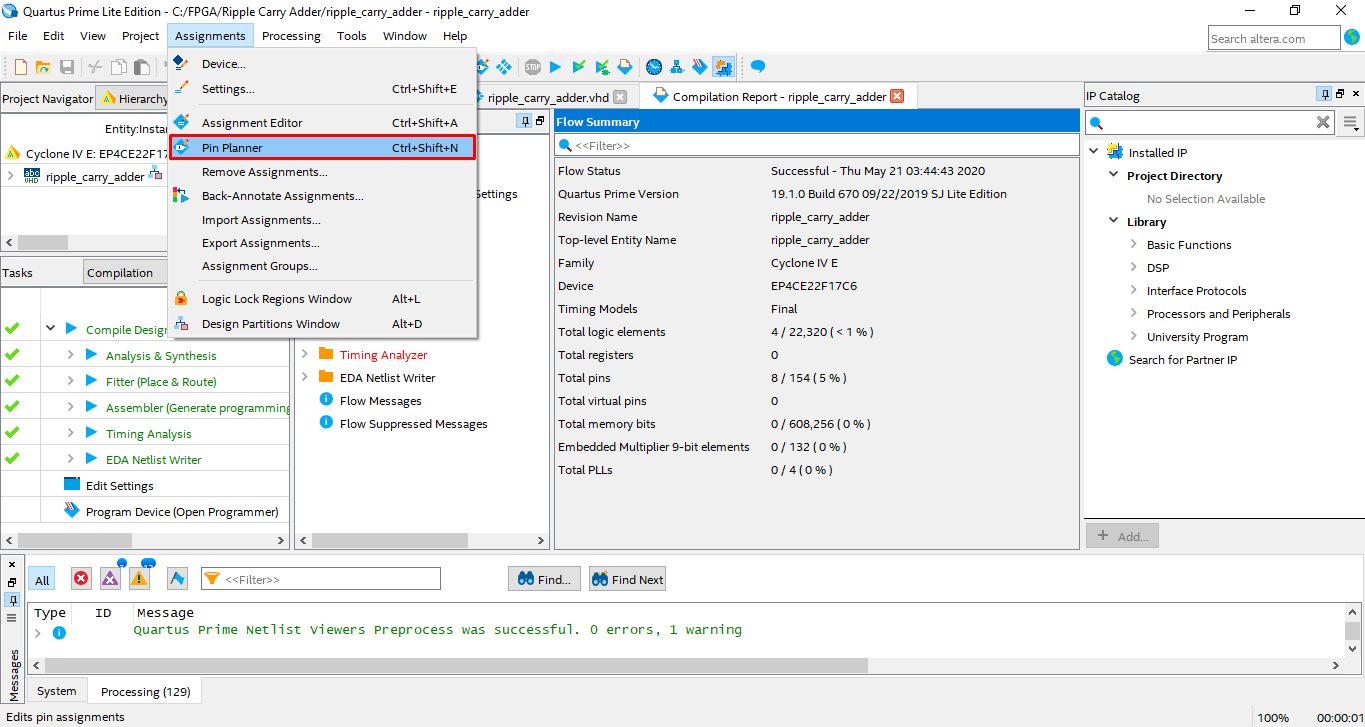 Quartus Prime Lite Edition - C:/FPGA/Ripple Carry Adder/ripple_carry_adder - ripple_carry_adder
File Edit View Project Assignments Processing Tools Window Help
Search altera.com
Device...
Settings... Ctrl+Shift+E
Assignment Editor Ctrl+Shift+A
Pin Planner Ctrl+Shift+N
Remove Assignments...
Back-Annotate Assignments...
Import Assignments...
Export Assignments...
Assignment Groups...
Logic Lock Regions Window Alt+L
Design Partitions Window Alt+D
STOP
Project Navigator Hierarchy
Entity:Instan
Cyclone IV E: EP4CE22F17
abc
VHD
ripple_carry_adder
Tasks Compilation
Compile Design
Analysis & Synthesis
Fitter (Place & Route)
Assembler (Generate programming
Timing Analysis
EDA Netlist Writer
Edit Settings
Program Device (Open Programmer)
ripple_carry_adder.vhd
Compilation Report - ripple_carry_adder
Settings
Timing Analyzer
EDA Netlist Writer
Flow Messages
Flow Suppressed Messages
Flow Summary
<<Filter>>
Flow Status Successful - Thu May 21 03:44:43 2020
Quartus Prime Version 19.1.0 Build 670 09/22/2019 SJ Lite Edition
Revision Name ripple_carry_adder
Top-level Entity Name ripple_carry_adder
Family Cyclone IV E
Device EP4CE22F17C6
Timing Models Final
Total logic elements 4 / 22,320 ( < 1 % )
Total registers 0
Total pins 8 / 154 ( 5 % )
Total virtual pins 0
Total memory bits 0 / 608,256 ( 0 % )
Embedded Multiplier 9-bit elements 0 / 132 ( 0 % )
Total PLLs 0 / 4 ( 0 % )
IP Catalog
Installed IP
Project Directory
No Selection Available
Library
Basic Functions
DSP
Interface Protocols
Processors and Peripherals
University Program
Search for Partner IP
+ Add...
All <<Filter>> Find... Find Next
Type ID Message
Quartus Prime Netlist Viewers Preprocess was successful. 0 errors, 1 warning
Messages
System Processing (129)
Edits pin assignments 100% 00:00:01